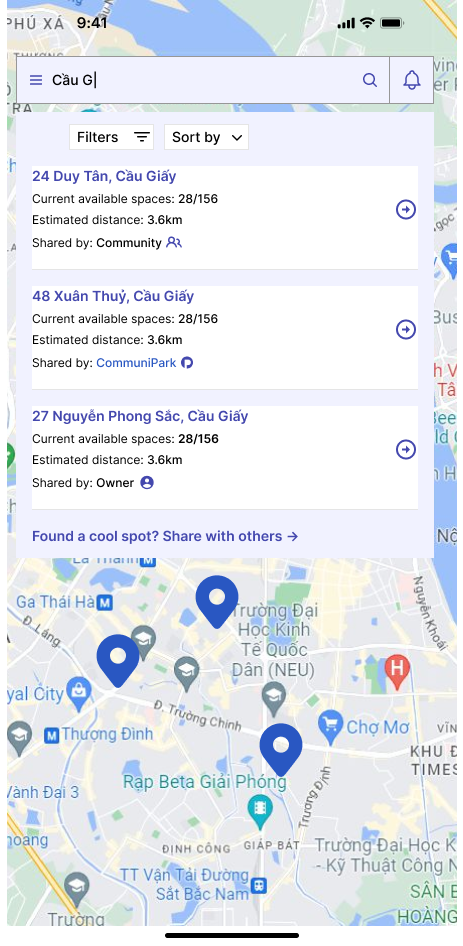 PHÚ XÁ
9:41
Cầu G
Filters
Sort by
24 Duy Tân, Cầu Giấy
Current available spaces: 28/156
Estimated distance: 3.6km
Shared by: Community
48 Xuân Thuỷ, Cầu Giấy
Current available spaces: 28/156
Estimated distance: 3.6km
Shared by: CommuniPark
27 Nguyễn Phong Sắc, Cầu Giấy
Current available spaces: 28/156
Estimated distance: 3.6km
Shared by: Owner
Found a cool spot? Share with others →
La Thành
M
Ga Thái Hà M
Nguyễn Khoái
Đ. Láng
Trường Đại
Học Kinh
Tế Quốc
Dân (NEU)
H
yal City
Đ. Trường Chinh
M Thượng Đình
Chợ Mơ
KHU Đ
TIMES
Rạp Beta Giải Phóng
Trương Định
Vành Đai 3
ĐỊNH CÔNG
GIÁP BÁT
Trường Đại Học K
- Kỹ Thuật Công N
TT Vận Tải Đường
Sắt Bắc Nam
SÂN B
HOÀNG
Trường